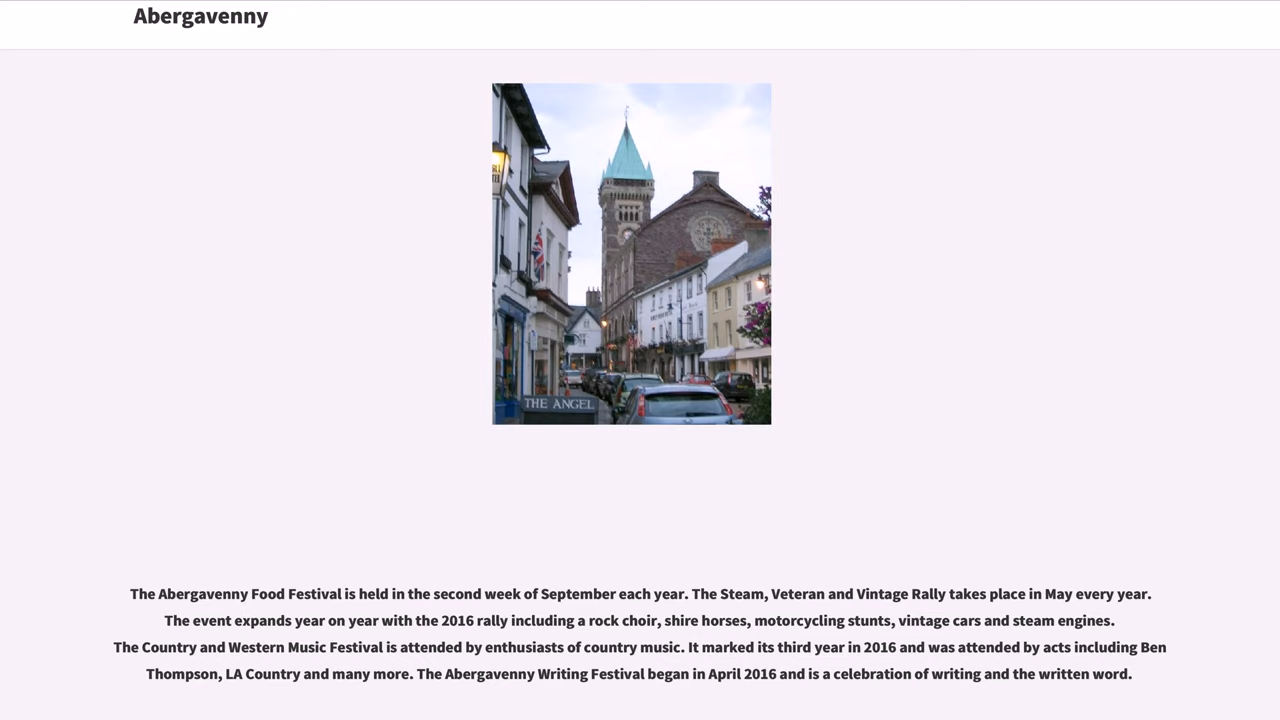 Abergavenny
THE ANGEL
The Abergavenny Food Festival is held in the second week of September each year. The Steam, Veteran and Vintage Rally takes place in May every year.
The event expands year on year with the 2016 rally including a rock choir, shire horses, motorcycling stunts, vintage cars and steam engines.
The Country and Western Music Festival is attended by enthusiasts of country music. It marked its third year in 2016 and was attended by acts including Ben
Thompson, LA Country and many more. The Abergavenny Writing Festival began in April 2016 and is a celebration of writing and the written word.